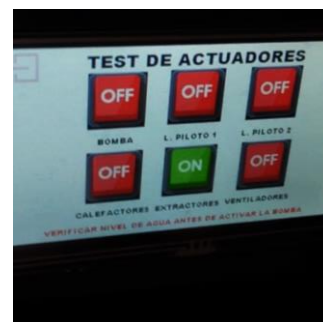 TEST DE ACTUADORES
OFF OFF OFF
BOMBA L. PILOTO 1 L. PILOTO 2
OFF ON OFF
CALEFACTORES EXTRACTORES VENTILADORES
VERIFICAR NIVEL DE AGUA ANTES DE ACTIVAR LA BOMBA